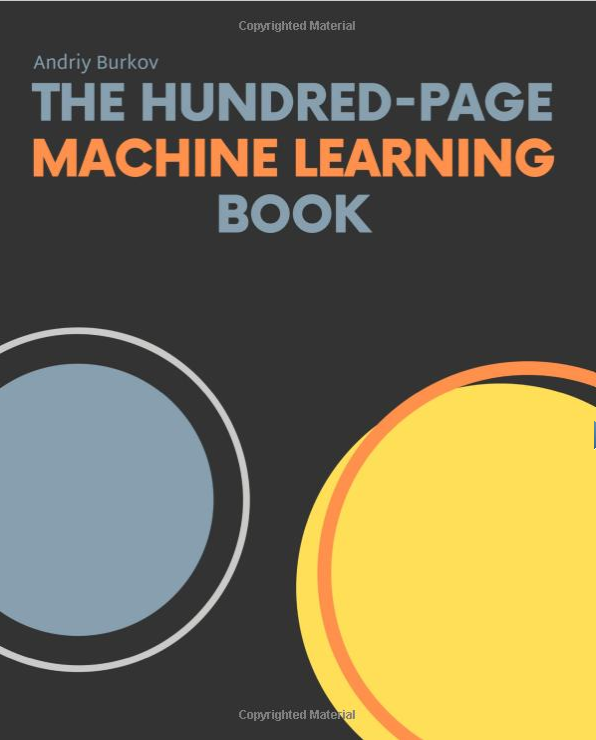 Copyrighted Material
Andriy Burkov
THE HUNDRED-PAGE
MACHINE LEARNING
BOOK
Copyrighted Material